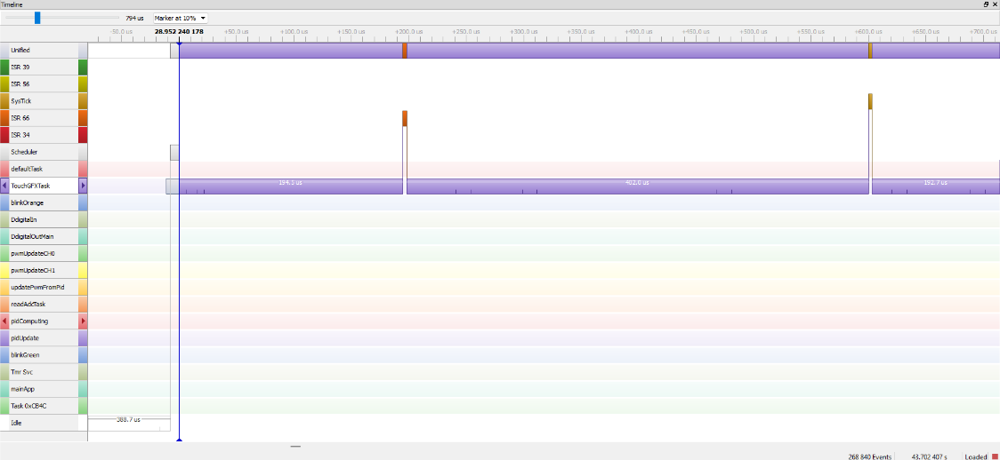 Timeline
794 us Marker at 10%
-50.0 us 28.952 240 178 +50,0 us +100,0 us +150,0 us +200,0 us +250,0 us +300,0 us +350,0 us +400,0 us +450,0 us +500,0 us +550,0 us +600,0 us +650,0 us +700,0 us
Unified
ISR 39
ISR 56
SysTick
ISR 66
ISR 34
Scheduler
defaultTask
TouchGFXTask 194.5 us 402.0 us 192.7 us
blinkOrange
DdigitalIn
DdigitalOutMain
pwmUpdateCH0
pwmUpdateCH1
updatePwmFromPid
readAdcTask
pidComputing
pidUpdate
blinkGreen
Tmr Svc
mainApp
Task 0xCB4C
Idle 388.7 us
268 840 Events 43.702 407 s Loaded